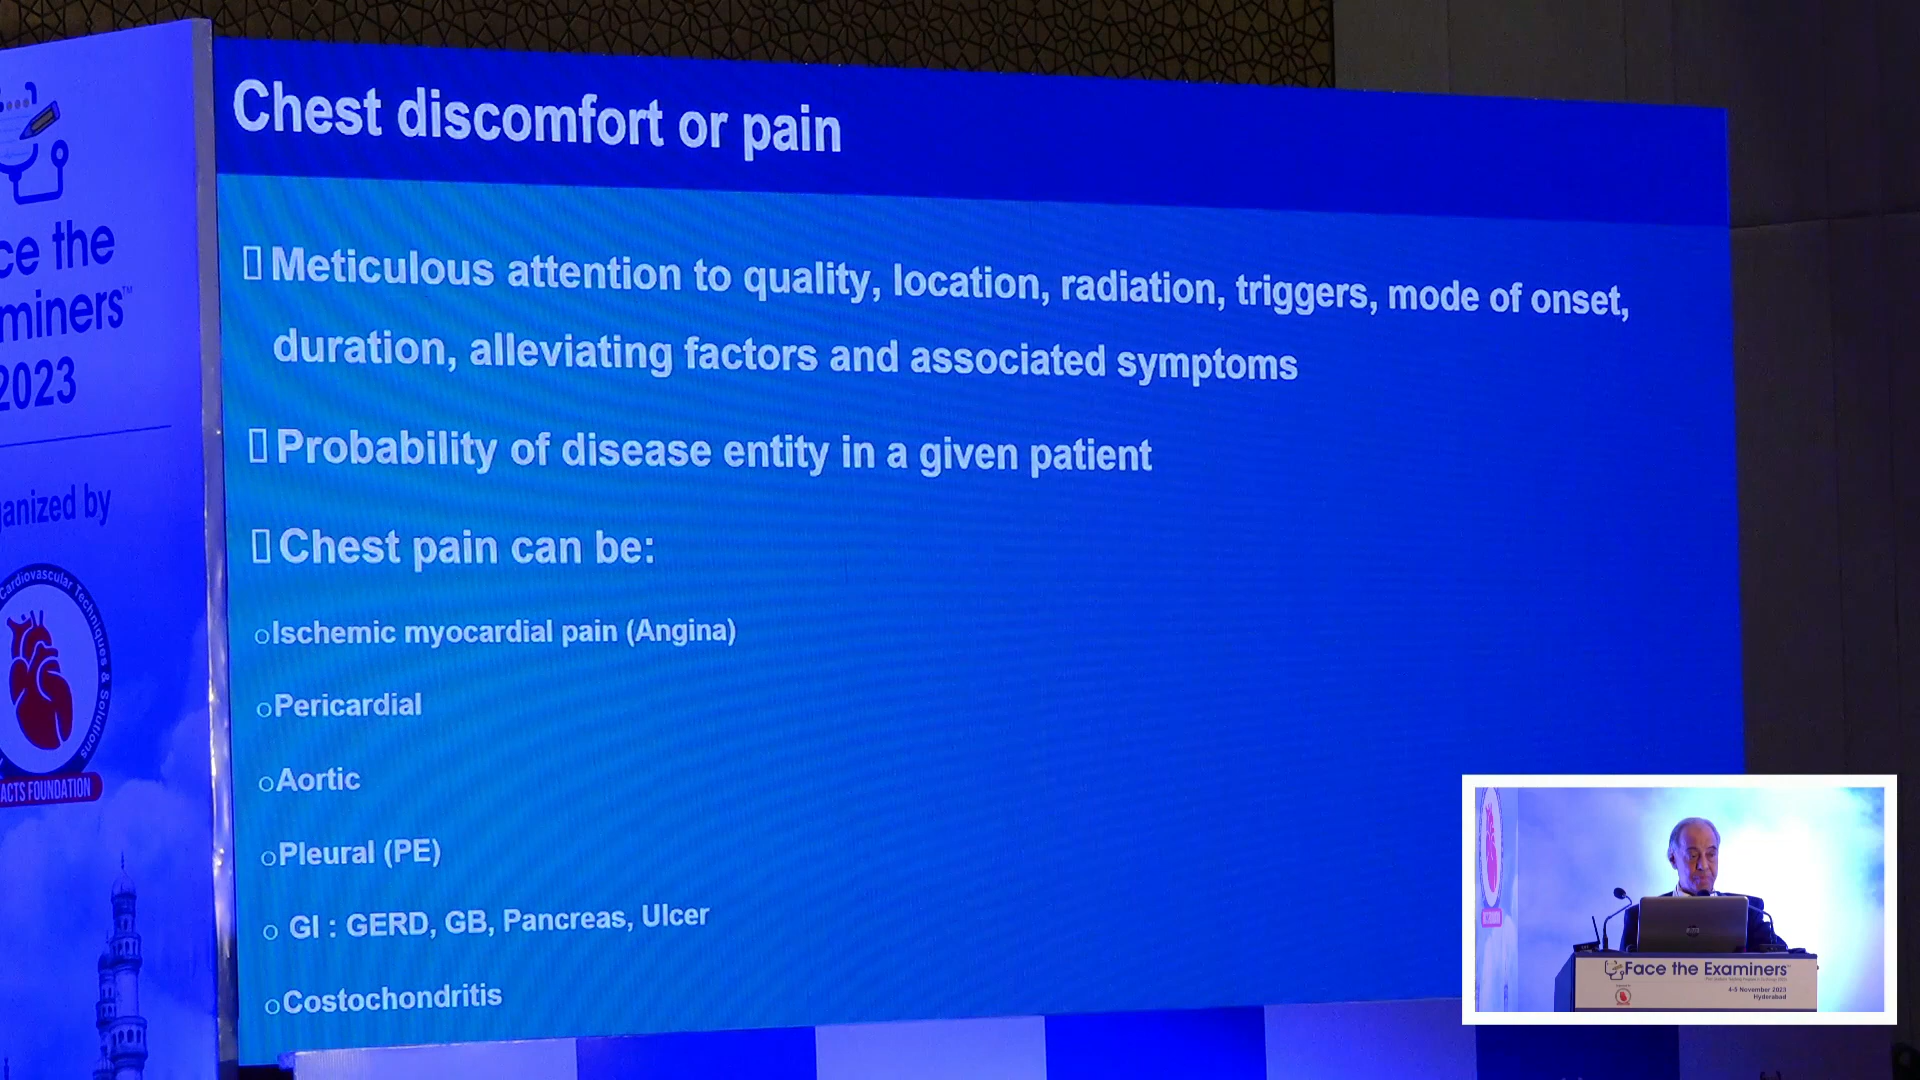 Chest discomfort or pain
Meticulous attention to quality, location, radiation, triggers, mode of onset,
duration, alleviating factors and associated symptoms
Probability of disease entity in a given patient
Chest pain can be:
Ischemic myocardial pain (Angina)
Pericardial
Aortic
Pleural (PE)
GI : GERD, GB, Pancreas, Ulcer
Costochondritis
ce the
miners™
2023
anized by
Cardiovascular Techniques & Solutions
ACTS FOUNDATION
Face the Examiners
4-5 November 2023
Hyderabad